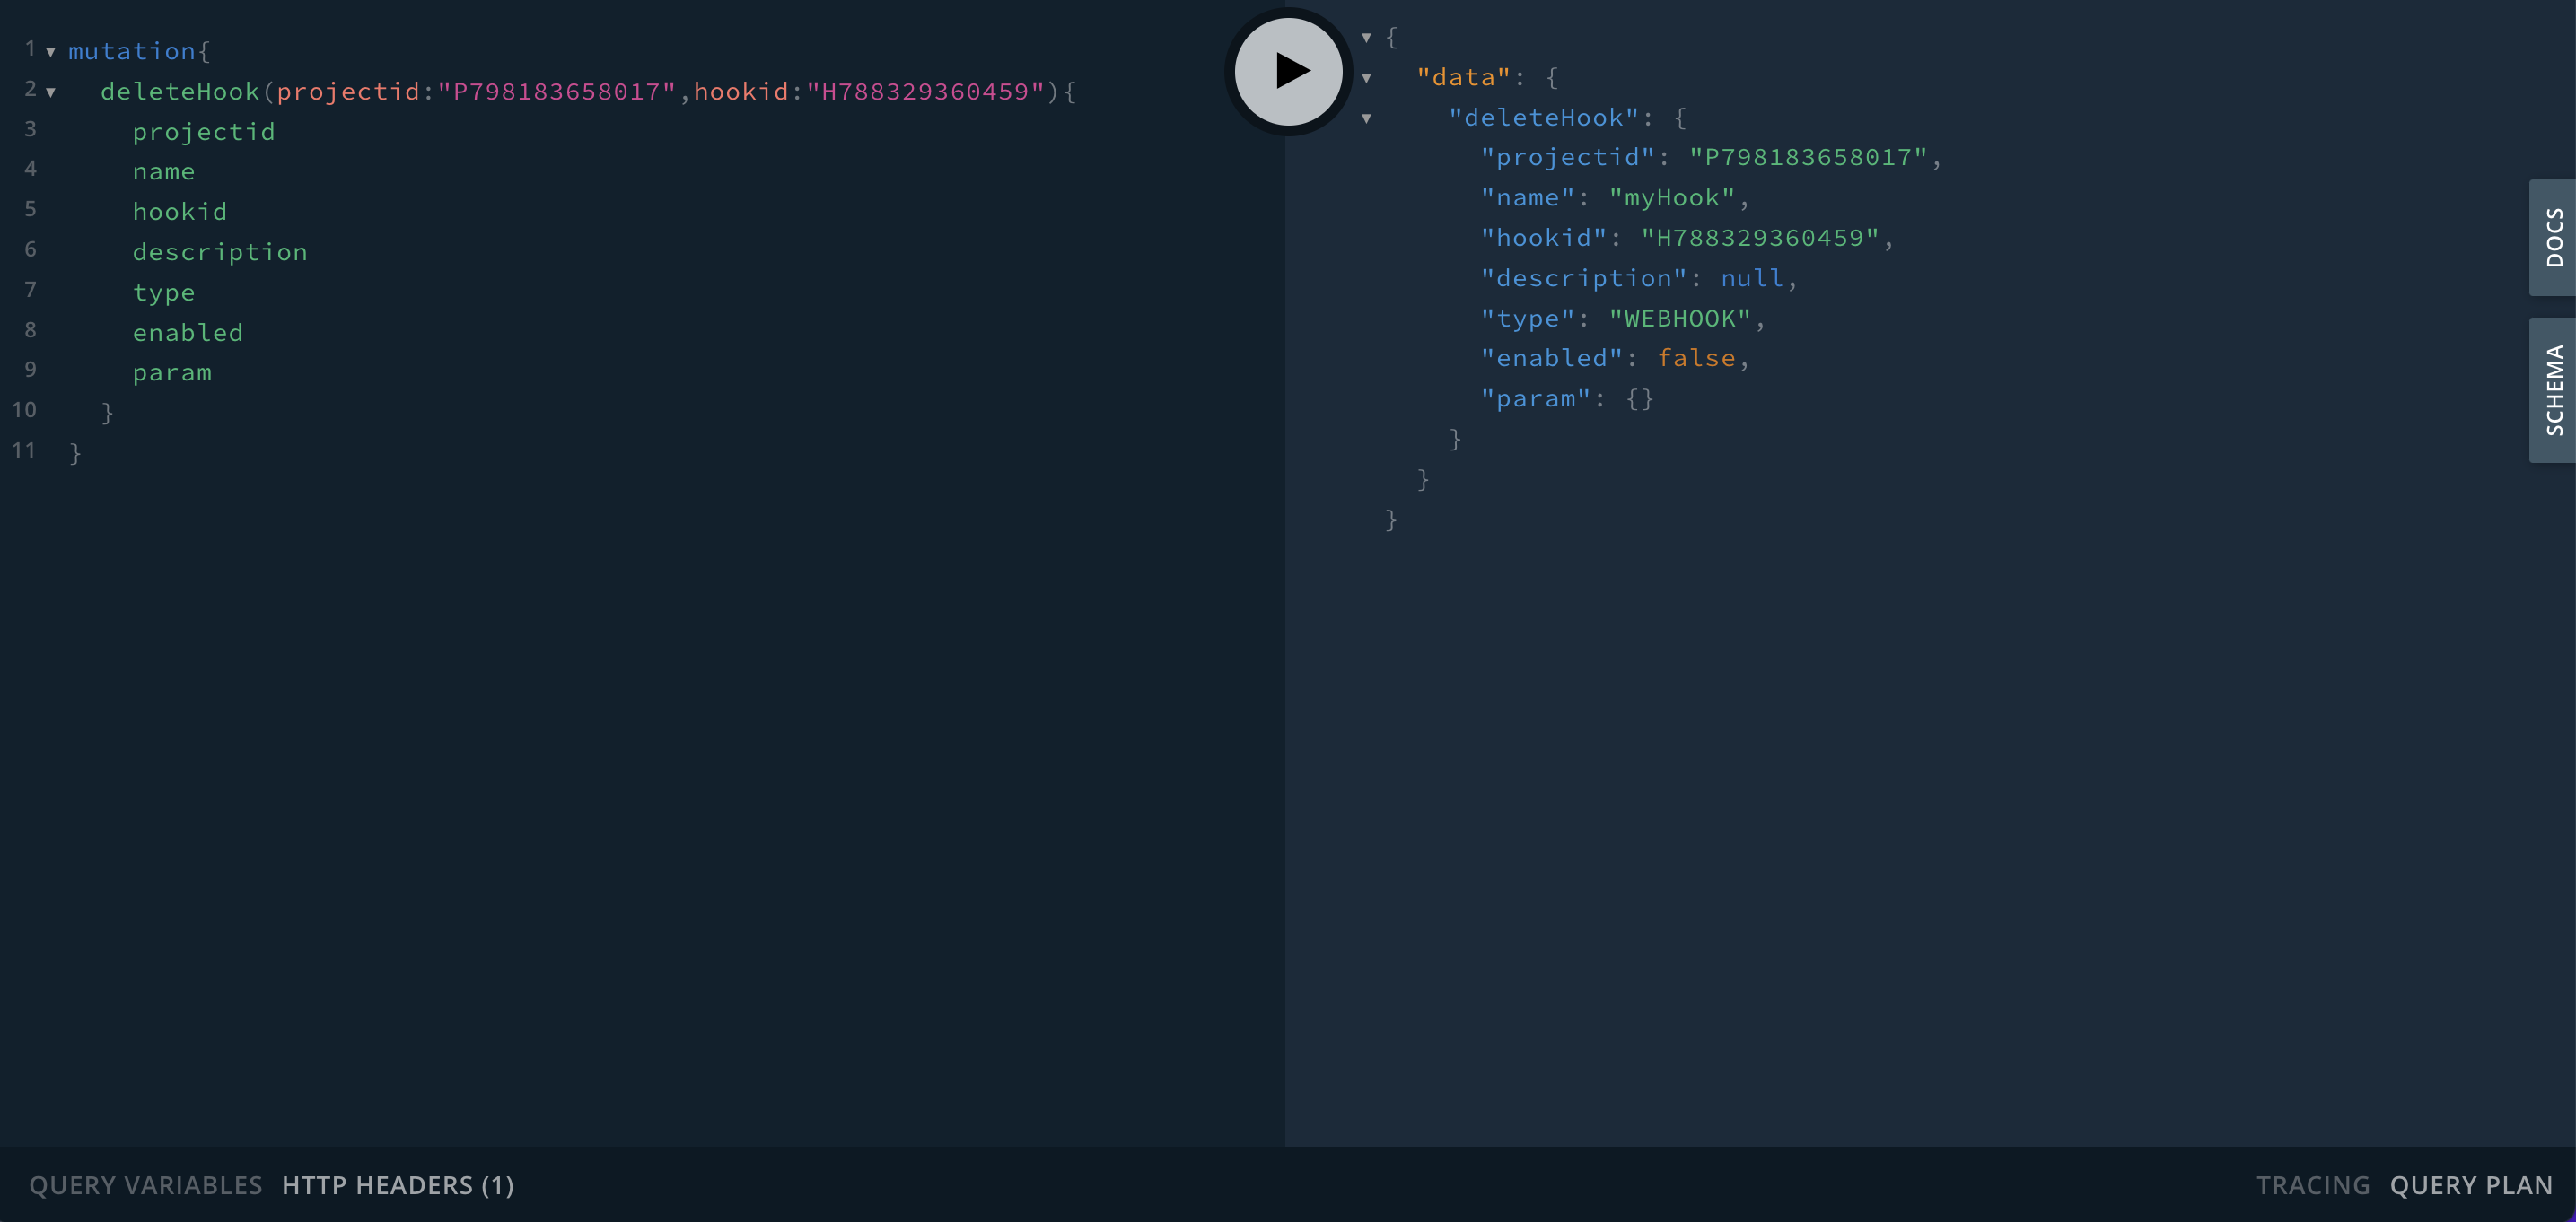 1 mutation{
2 deleteHook(projectid:"P798183658017",hookid:"H788329360459"){
3 projectid
4 name
5 hookid
6 description
7 type
8 enabled
9 param
10 }
11 }
{
"data": {
"deleteHook": {
"projectid": "P798183658017",
"name": "myHook",
"hookid": "H788329360459",
"description": null,
"type": "WEBHOOK",
"enabled": false,
"param": {}
}
}
}
DOCS
SCHEMA
QUERY VARIABLES HTTP HEADERS (1)
TRACING QUERY PLAN